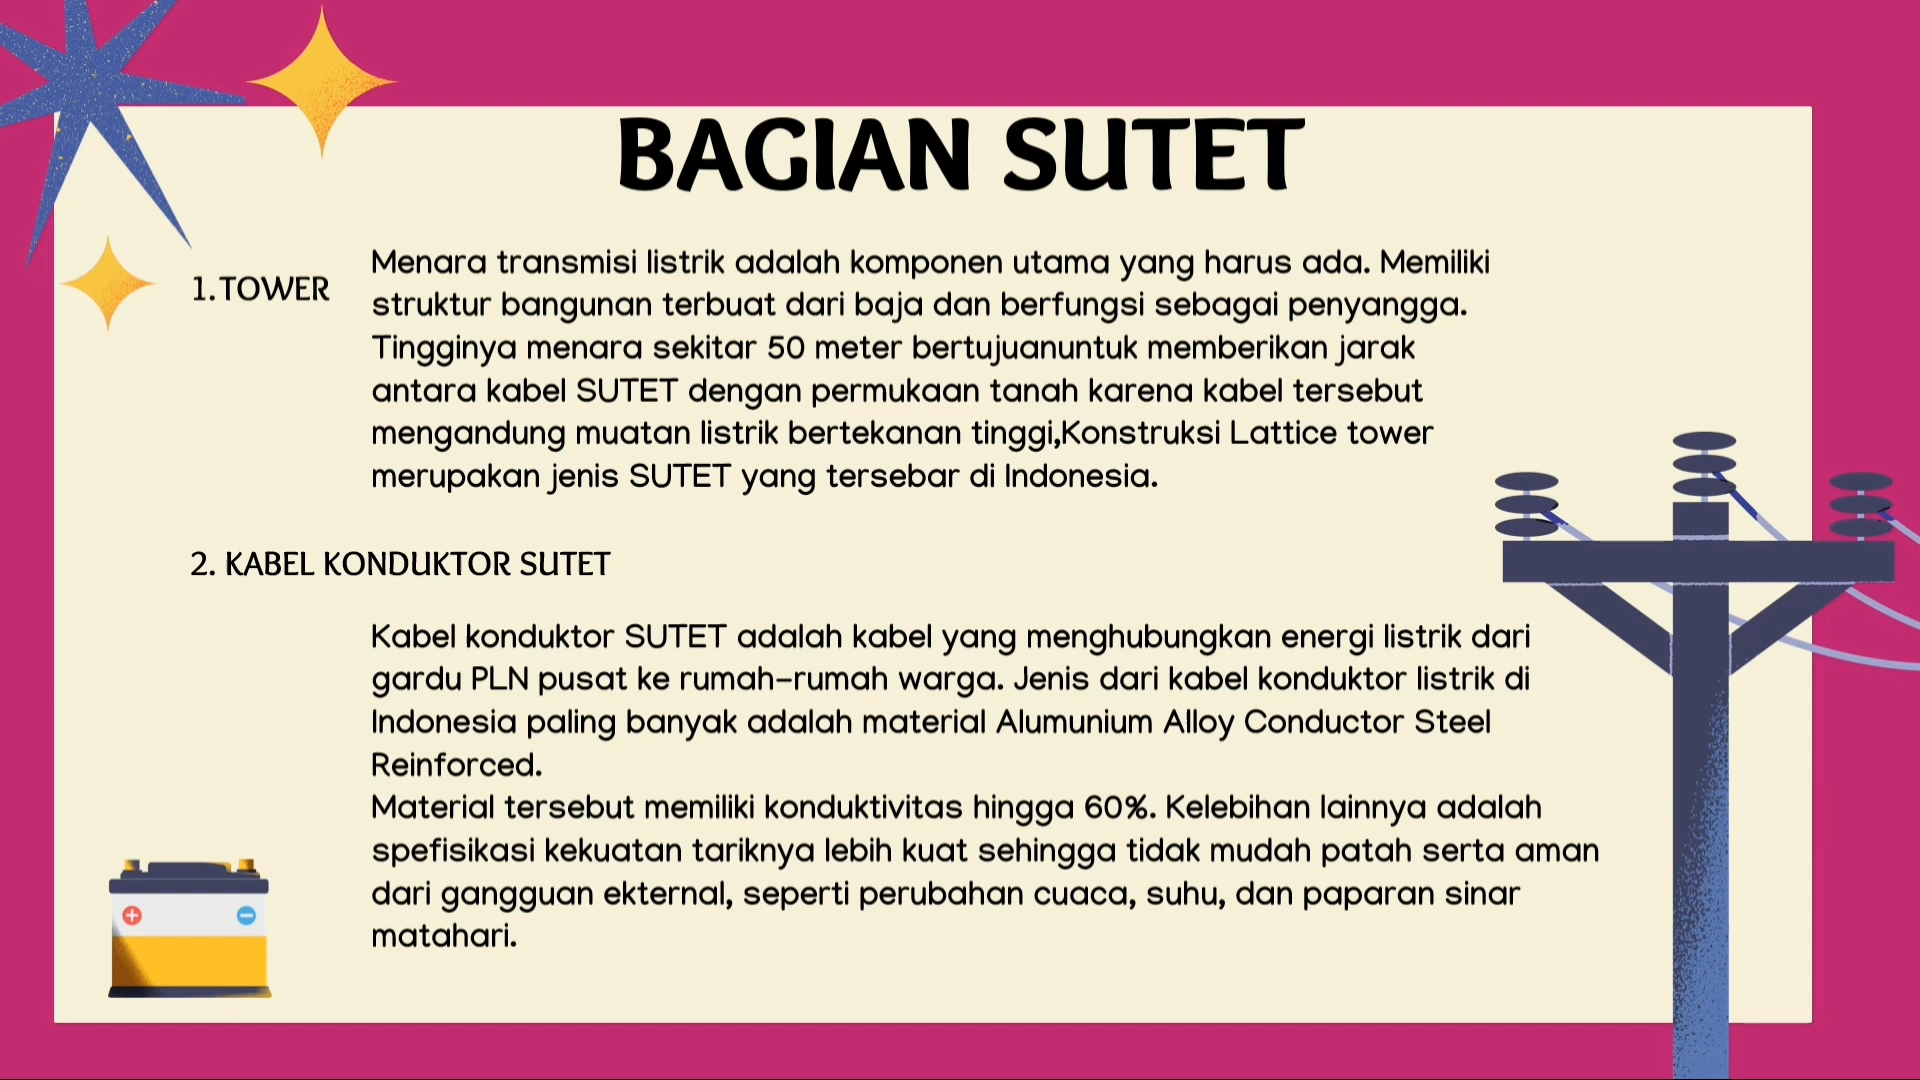 BAGIAN SUTET
1.TOWER
Menara transmisi listrik adalah komponen utama yang harus ada. Memiliki
struktur bangunan terbuat dari baja dan berfungsi sebagai penyangga.
Tingginya menara sekitar 50 meter bertujuanuntuk memberikan jarak
antara kabel SUTET dengan permukaan tanah karena kabel tersebut
mengandung muatan listrik bertekanan tinggi,Konstruksi Lattice tower
merupakan jenis SUTET yang tersebar di Indonesia.
2. KABEL KONDUKTOR SUTET
Kabel konduktor SUTET adalah kabel yang menghubungkan energi listrik dari
gardu PLN pusat ke rumah-rumah warga. Jenis dari kabel konduktor listrik di
Indonesia paling banyak adalah material Alumunium Alloy Conductor Steel
Reinforced.
Material tersebut memiliki konduktivitas hingga 60%. Kelebihan lainnya adalah
spefisikasi kekuatan tariknya lebih kuat sehingga tidak mudah patah serta aman
dari gangguan ekternal, seperti perubahan cuaca, suhu, dan paparan sinar
matahari.